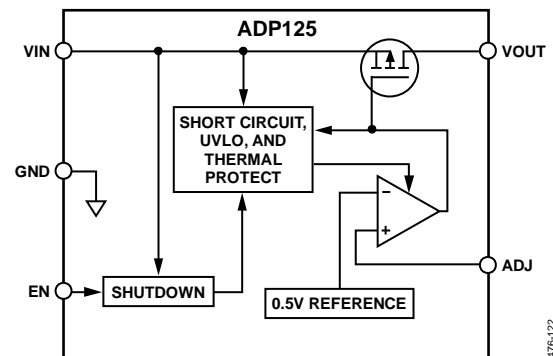 ADP125
VIN
VOUT
SHORT CIRCUIT,
UVLO, AND
THERMAL
PROTECT
GND
−
+
ADJ
EN
SHUTDOWN
0.5V REFERENCE